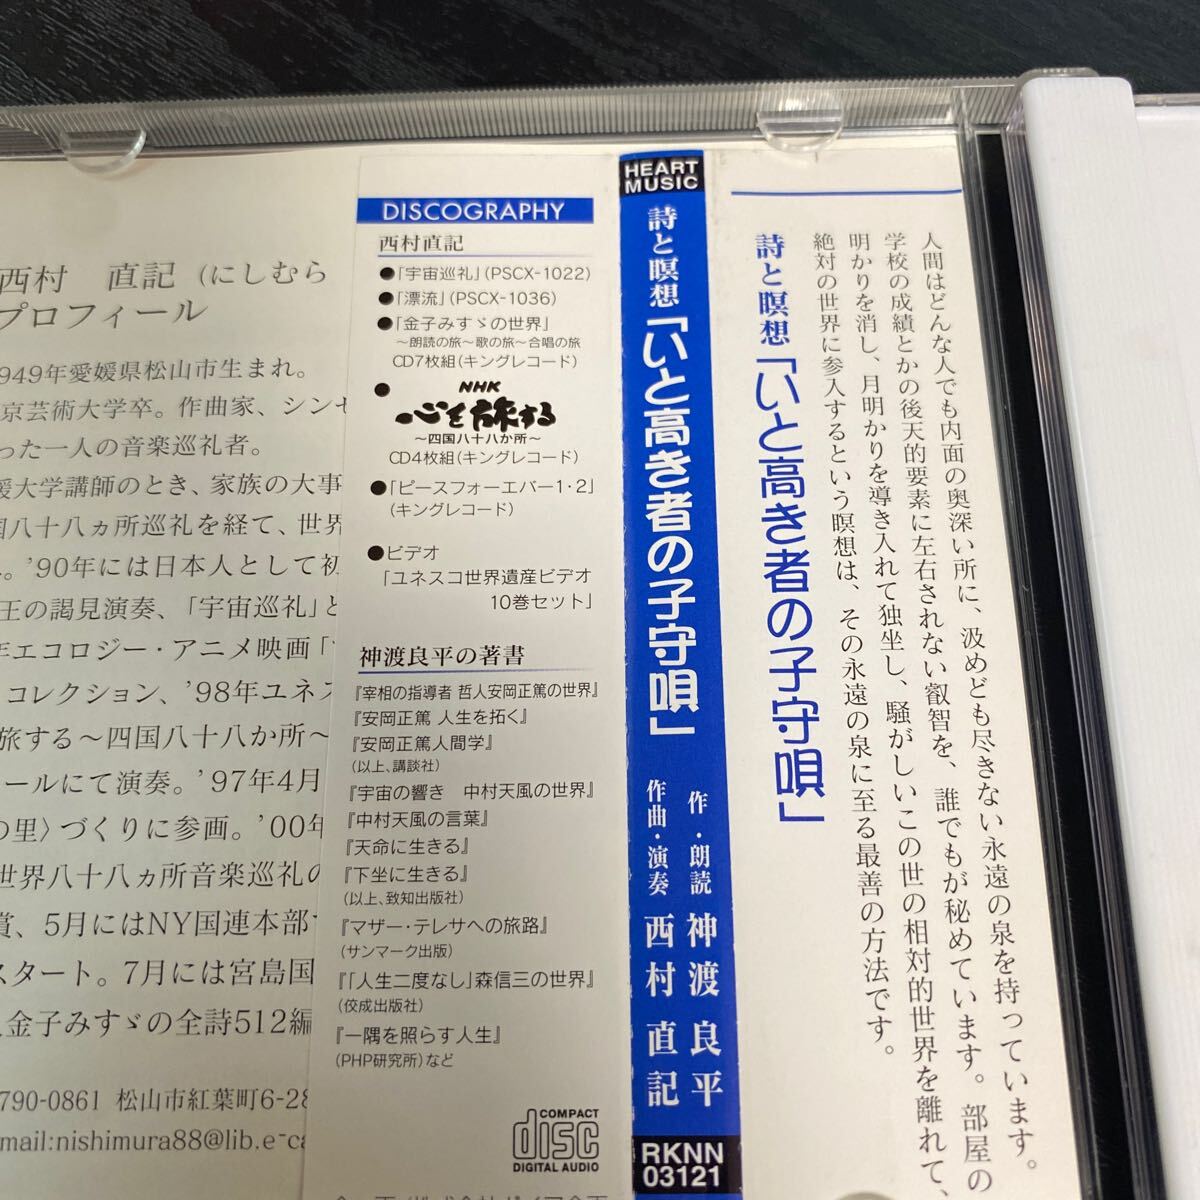 西村 直記 (にしむら
プロフィール
949年愛媛県松山市生まれ。
京芸術大学卒。作曲家、シンセ
った一人の音楽巡礼者。
媛大学講師のとき、家族の大事
国八十八ヵ所巡礼を経て、世界
。'90年には日本人として初
王の謁見演奏、「宇宙巡礼」と
年エコロジー・アニメ映画「
コレクション、'98年ユネス
旅する〜四国八十八か所〜
ールにて演奏。'97年4月
の里〉づくりに参画。'00年
世界八十八ヵ所音楽巡礼の
賞、5月にはNY国連本部
スタート。7月には宮島国
金子みすゞの全詩512編
790-0861 松山市紅葉町6-28
mail:nishimura88@lib.e-ca
DISCOGRAPHY
西村直記
●「宇宙巡礼」(PSCX-1022)
●「漂流」(PSCX-1036)
●「金子みすゞの世界」
〜朗読の旅〜歌の旅〜合唱の旅
CD7枚組(キングレコード)
● NHK
心を旅する
〜四国八十八か所〜
CD4枚組(キングレコード)
●「ピースフォーエバー1・2」
(キングレコード)
●ビデオ
「ユネスコ世界遺産ビデオ
10巻セット」
神渡良平の著書
『宰相の指導者 哲人安岡正篤の世界』
『安岡正篤 人生を拓く』
『安岡正篤人間学』
(以上、講談社)
『宇宙の響き 中村天風の世界』
『中村天風の言葉』
『天命に生きる』
『下坐に生きる』
(以上、致知出版社)
『マザー・テレサへの旅路』
(サンマーク出版)
『「人生二度なし」森信三の世界』
(佼成出版社)
『一隅を照らす人生』
(PHP研究所)など
COMPACT
disc
DIGITAL AUDIO
HEART
MUSIC
詩と瞑想「いと高き者の子守唄」
作・朗読 神渡良平
作曲・演奏 西村直記
RKNN
03121
詩と瞑想「いと高き者の子守唄」
人間はどんな人でも内面の奥深い所に、汲めども尽きない永遠の泉を持っています。
学校の成績とかの後天的要素に左右されない叡智を、誰でもが秘めています。部屋の
明かりを消し、月明かりを導き入れて独坐し、騒がしいこの世の相対的世界を離れて、
絶対の世界に参入するという瞑想は、その永遠の泉に至る最善の方法です。